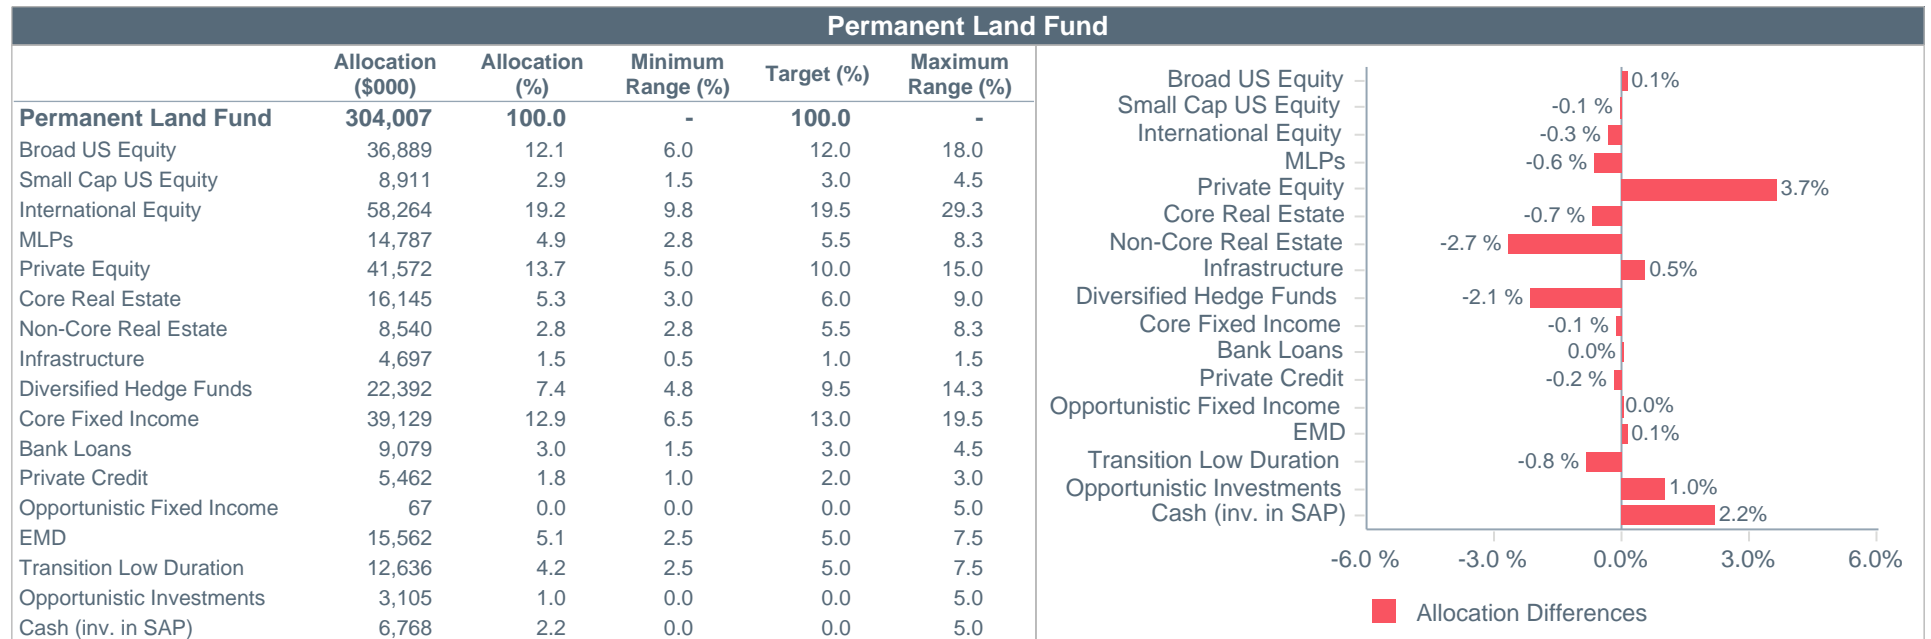 Permanent Land Fund
Allocation ($000) Allocation (%) Minimum Range (%) Target (%) Maximum Range (%)
Permanent Land Fund 304,007 100.0 - 100.0 -
Broad US Equity 36,889 12.1 6.0 12.0 18.0
Small Cap US Equity 8,911 2.9 1.5 3.0 4.5
International Equity 58,264 19.2 9.8 19.5 29.3
MLPs 14,787 4.9 2.8 5.5 8.3
Private Equity 41,572 13.7 5.0 10.0 15.0
Core Real Estate 16,145 5.3 3.0 6.0 9.0
Non-Core Real Estate 8,540 2.8 2.8 5.5 8.3
Infrastructure 4,697 1.5 0.5 1.0 1.5
Diversified Hedge Funds 22,392 7.4 4.8 9.5 14.3
Core Fixed Income 39,129 12.9 6.5 13.0 19.5
Bank Loans 9,079 3.0 1.5 3.0 4.5
Private Credit 5,462 1.8 1.0 2.0 3.0
Opportunistic Fixed Income 67 0.0 0.0 0.0 5.0
EMD 15,562 5.1 2.5 5.0 7.5
Transition Low Duration 12,636 4.2 2.5 5.0 7.5
Opportunistic Investments 3,105 1.0 0.0 0.0 5.0
Cash (inv. in SAP) 6,768 2.2 0.0 0.0 5.0
Broad US Equity 0.1%
Small Cap US Equity -0.1 %
International Equity -0.3 %
MLPs -0.6 %
Private Equity 3.7%
Core Real Estate -0.7 %
Non-Core Real Estate -2.7 %
Infrastructure 0.5%
Diversified Hedge Funds -2.1 %
Core Fixed Income -0.1 %
Bank Loans 0.0%
Private Credit -0.2 %
Opportunistic Fixed Income 0.0%
EMD 0.1%
Transition Low Duration -0.8 %
Opportunistic Investments 1.0%
Cash (inv. in SAP) 2.2%
-6.0 % -3.0 % 0.0% 3.0% 6.0%
Allocation Differences